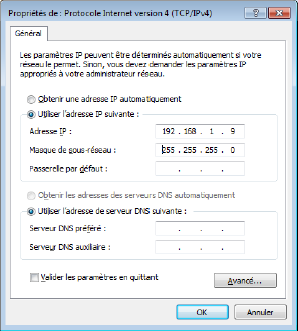 Propriétés de : Protocole Internet version 4 (TCP/IPv4)
Général
Les paramètres IP peuvent être déterminés automatiquement si votre
réseau le permet. Sinon, vous devez demander les paramètres IP
appropriés à votre administrateur réseau.
Obtenir une adresse IP automatiquement
Utiliser l'adresse IP suivante :
Adresse IP : 192 . 168 . 1 . 9
Masque de sous-réseau : 255 . 255 . 255 . 0
Passerelle par défaut : . . .
Obtenir les adresses des serveurs DNS automatiquement
Utiliser l'adresse de serveur DNS suivante :
Serveur DNS préféré : . . .
Serveur DNS auxiliaire : . . .
Valider les paramètres en quittant
Avancé...
OK Annuler